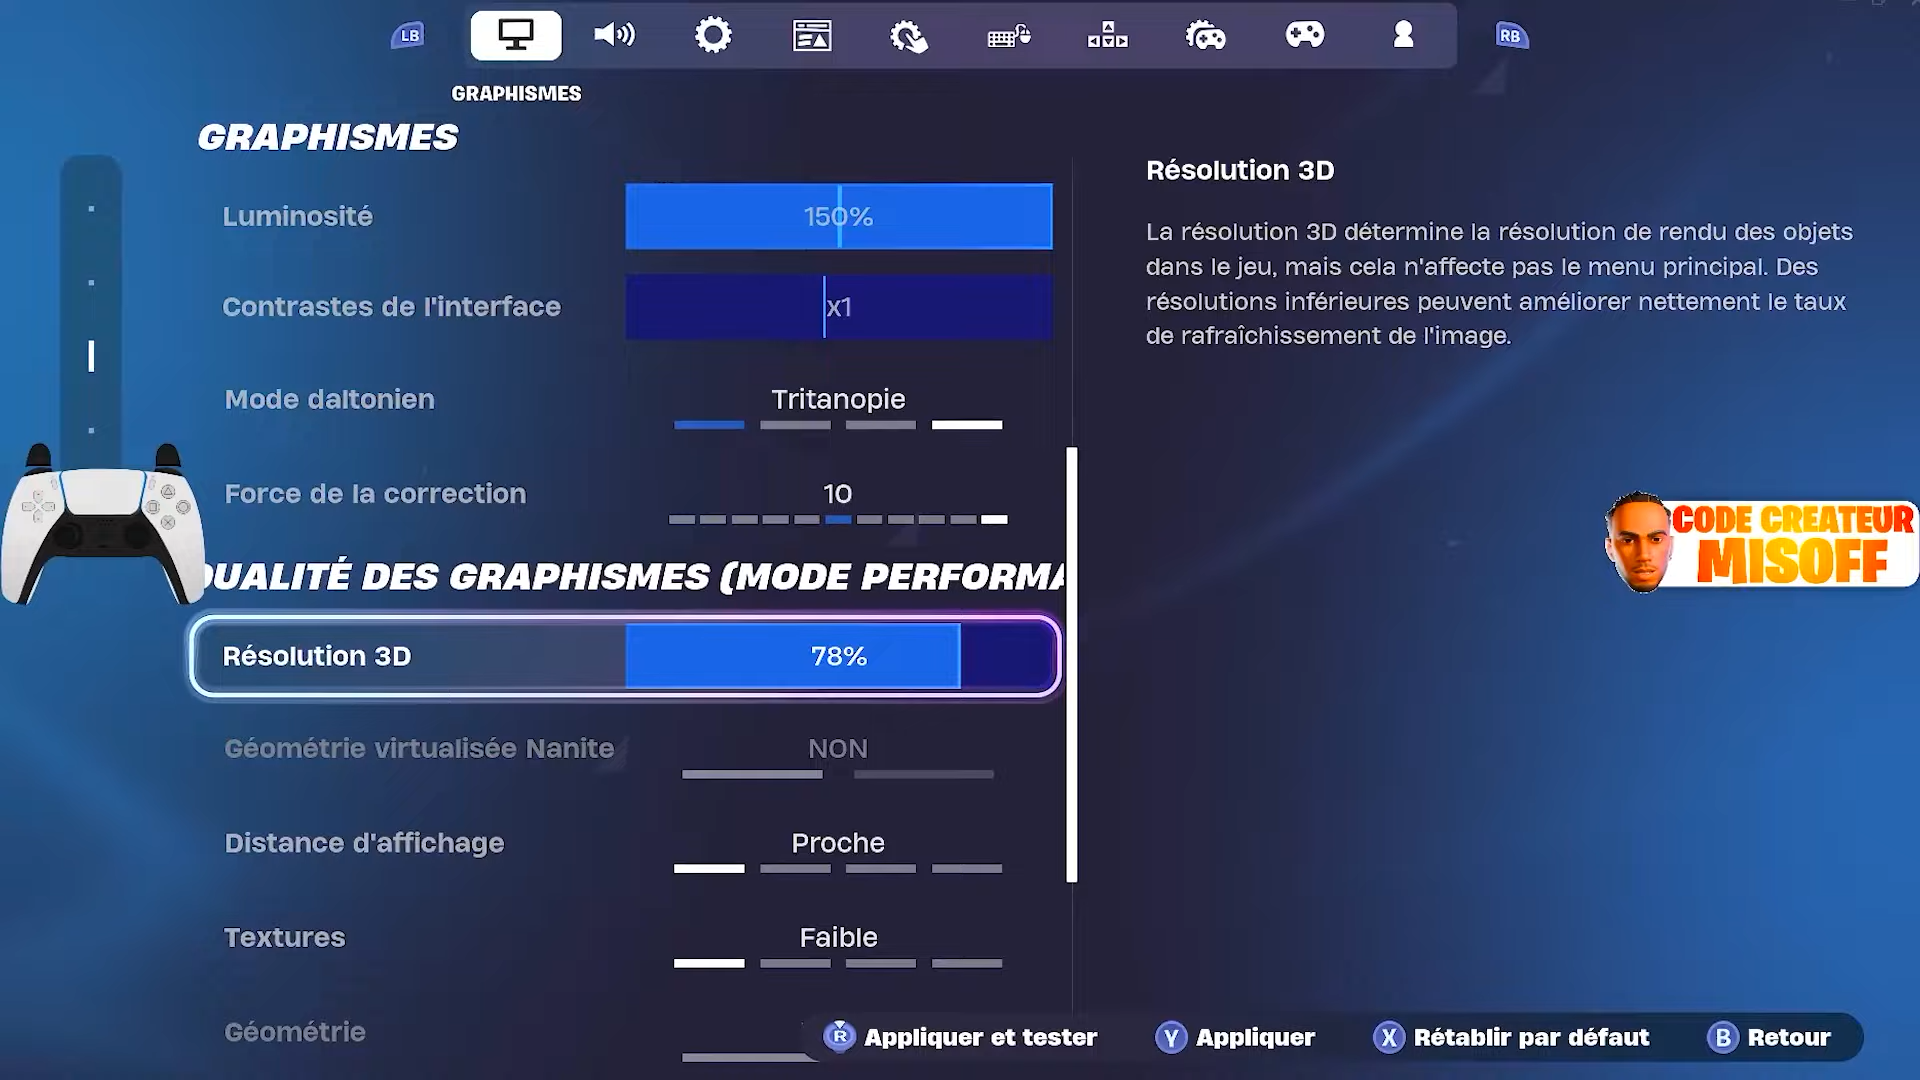 LB
RB
GRAPHISMES
GRAPHISMES
Luminosité
150%
Contrastes de l'interface
x1
Mode daltonien
Tritanopie
Force de la correction
10
QUALITÉ DES GRAPHISMES (MODE PERFORMA
Résolution 3D
78%
Géométrie virtualisée Nanite
NON
Distance d'affichage
Proche
Textures
Faible
Géométrie
Résolution 3D
La résolution 3D détermine la résolution de rendu des objets
dans le jeu, mais cela n'affecte pas le menu principal. Des
résolutions inférieures peuvent améliorer nettement le taux
de rafraîchissement de l'image.
CODE CREATEUR
MISOFF
R Appliquer et tester
Y Appliquer
X Rétablir par défaut
B Retour